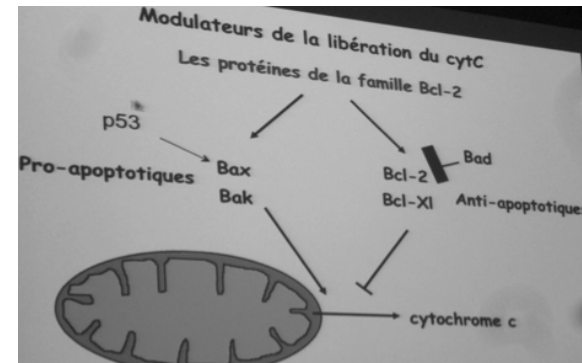 Modulateurs de la libération du cytC
Les protéines de la famille Bcl-2
p53
Pro-apoptotiques
Bax
Bak
Bcl-2
Bad
Bcl-Xl
Anti-apoptotique
cytochrome c